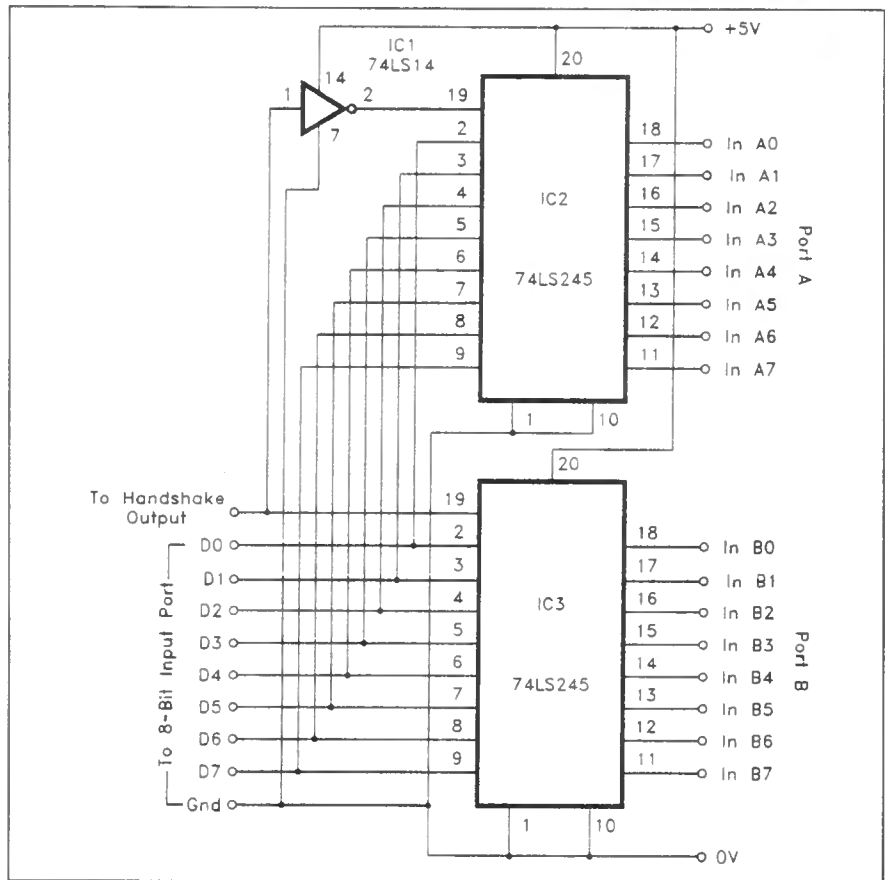 +5V
IC1
74LS14
20
14
1
2
19
7
2
18
In A0
3
17
In A1
4
16
In A2
IC2
5
15
In A3
6
14
In A4
74LS245
7
13
In A5
8
12
In A6
9
11
In A7
Port A
1
10
20
To Handshake
Output
19
D0
2
18
In B0
D1
3
17
In B1
D2
4
16
In B2
IC3
D3
5
15
In B3
D4
6
14
In B4
74LS245
D5
7
13
In B5
D6
8
12
In B6
D7
9
11
In B7
Gnd
To 8-Bit Input Port
Port B
1
10
0V